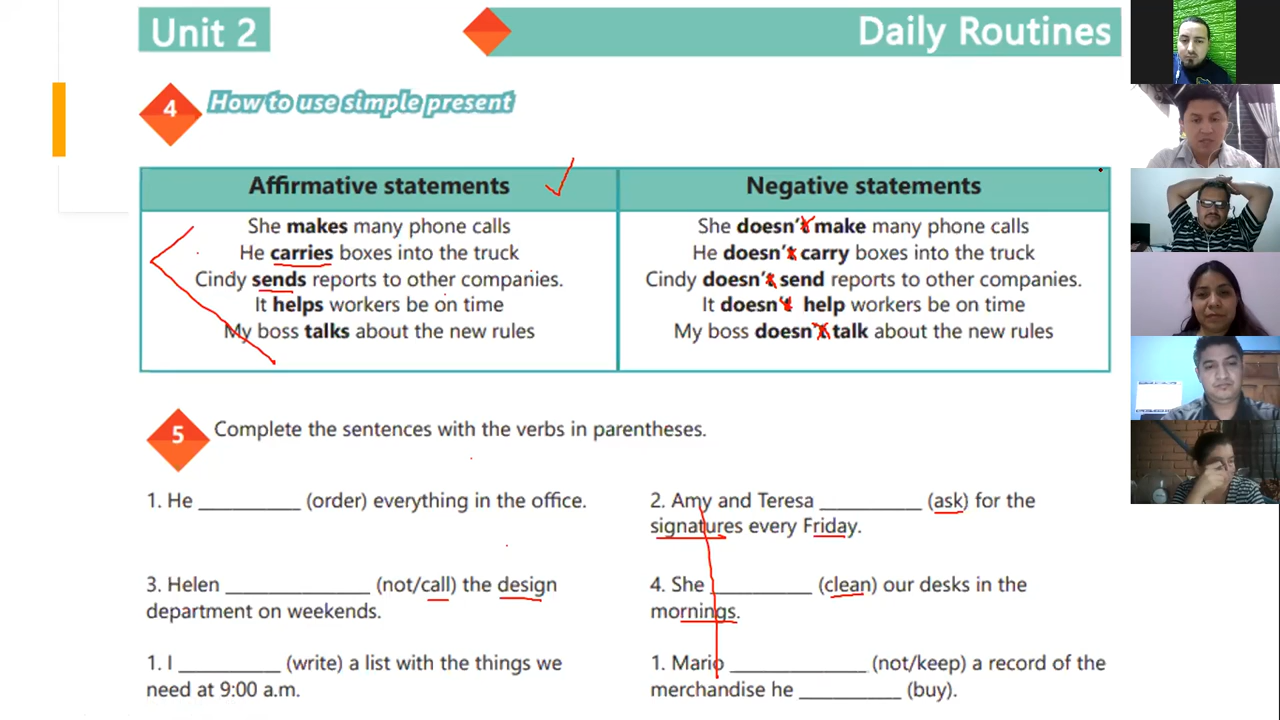 Unit 2
Daily Routines
4
How to use simple present
Affirmative statements
She makes many phone calls
He carries boxes into the truck
Cindy sends reports to other companies.
It helps workers be on time
My boss talks about the new rules
Negative statements
She doesn't make many phone calls
He doesn't carry boxes into the truck
Cindy doesn't send reports to other companies.
It doesn't help workers be on time
My boss doesn't talk about the new rules
5
Complete the sentences with the verbs in parentheses.
1. He __________ (order) everything in the office.
2. Amy and Teresa __________ (ask) for the
signatures every Friday.
3. Helen ______________ (not/call) the design
department on weekends.
4. She __________ (clean) our desks in the
mornings.
1. I __________ (write) a list with the things we
need at 9:00 a.m.
1. Mario _____________ (not/keep) a record of the
merchandise he __________ (buy).